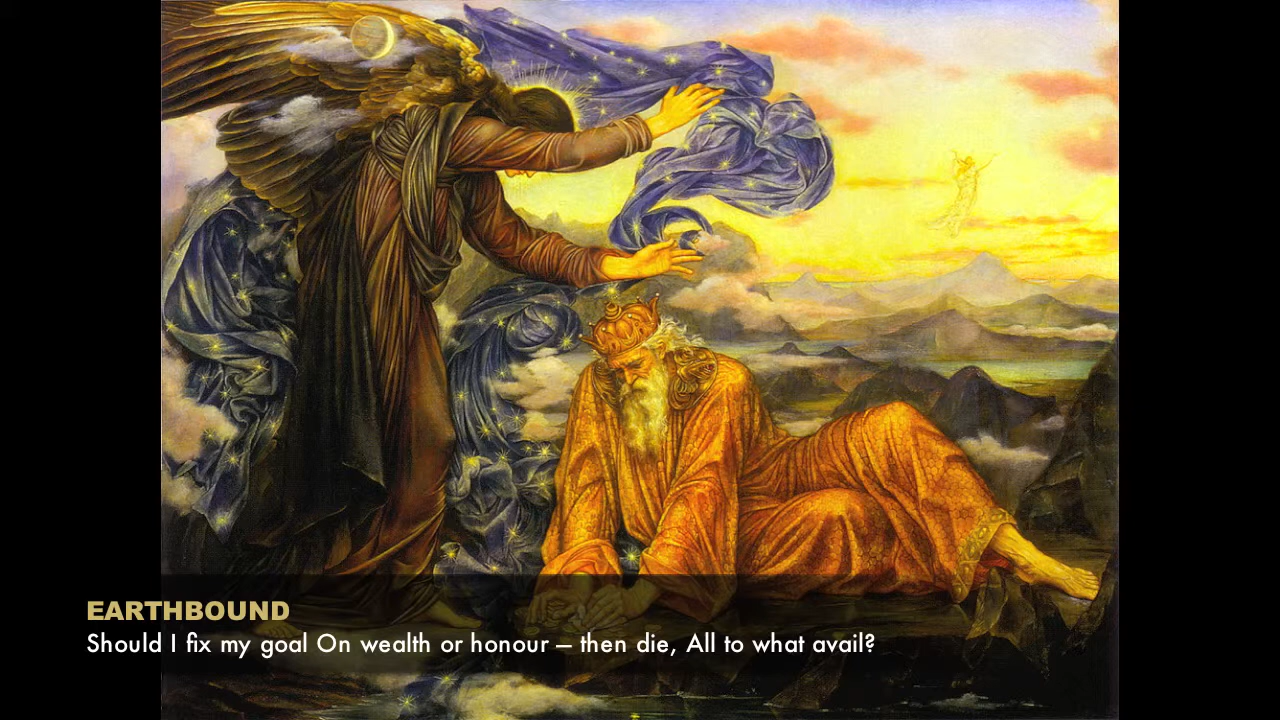 EARTHBOUND
Should I fix my goal On wealth or honour – then die, All to what avail?